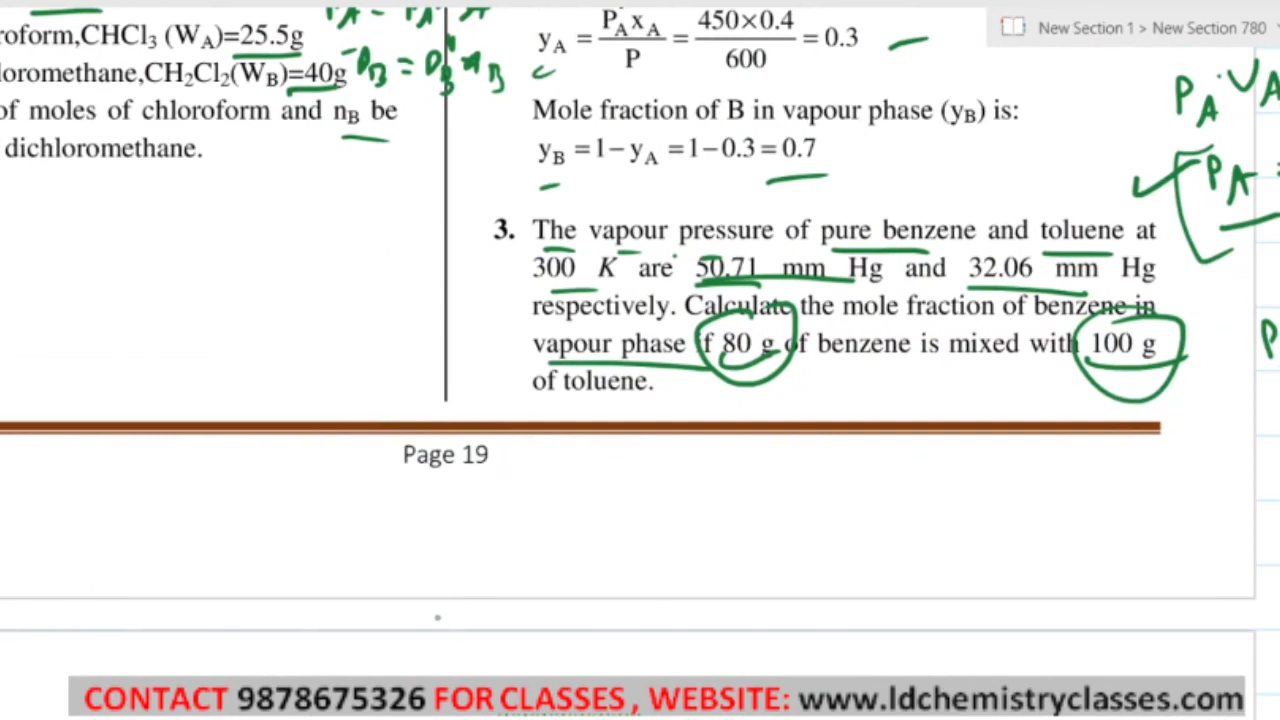 New Section 1 > New Section 780
roform,CHCl3 (WA)=25.5g
loromethane,CH2Cl2(WB)=40g
of moles of chloroform and nB be
dichloromethane.
yA = P°A xA / P = 450×0.4 / 600 = 0.3
Mole fraction of B in vapour phase (yB) is:
yB = 1− yA = 1−0.3 = 0.7
3. The vapour pressure of pure benzene and toluene at
300 K are 50.71 mm Hg and 32.06 mm Hg
respectively. Calculate the mole fraction of benzene in
vapour phase if 80 g of benzene is mixed with 100 g
of toluene.
PA
PA =
P
Page 19
CONTACT 9878675326 FOR CLASSES , WEBSITE: www.ldchemistryclasses.com